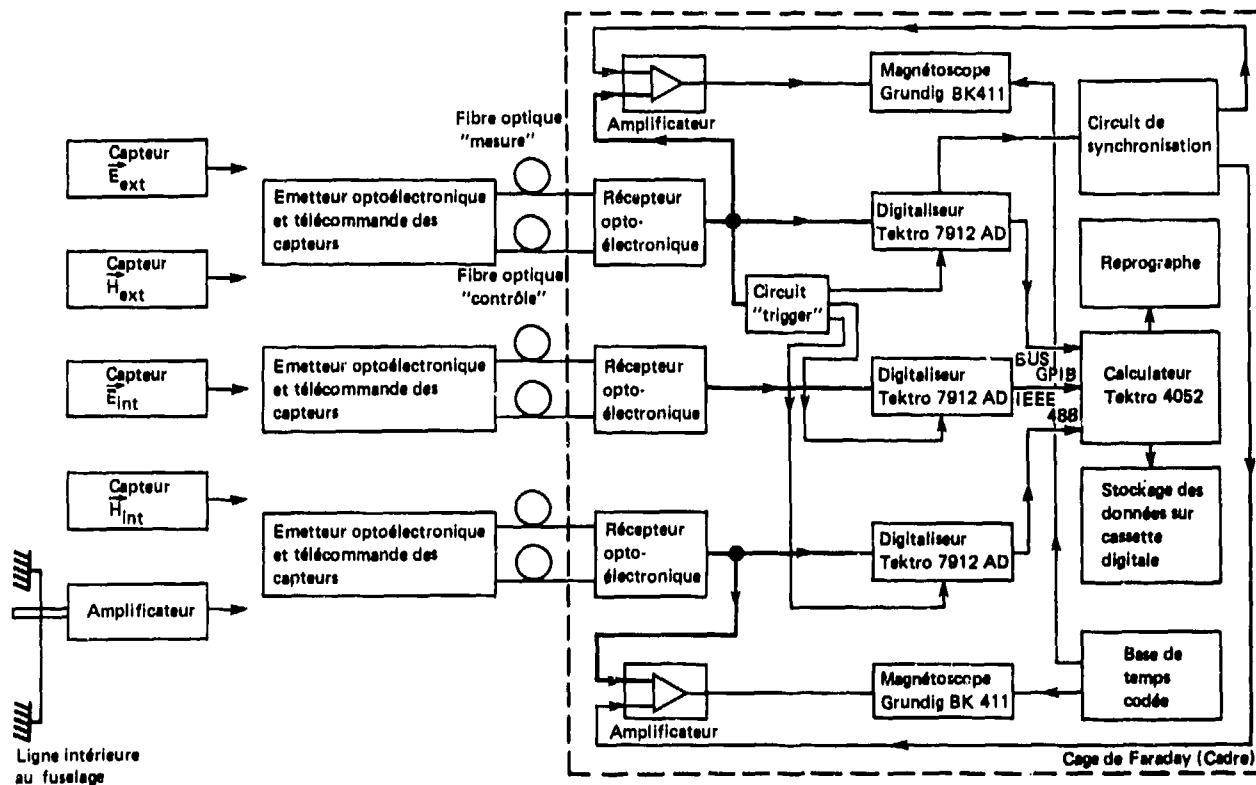 Capteur
E ext
Capteur
H ext
Capteur
E int
Capteur
H int
Amplificateur
Ligne intérieure
au fuselage
Fibre optique
"mesure"
Emetteur optoélectronique
et télécommande des
capteurs
Fibre optique
"contrôle"
Emetteur optoélectronique
et télécommande des
capteurs
Emetteur optoélectronique
et télécommande des
capteurs
Récepteur
opto-
électronique
Récepteur
opto-
électronique
Récepteur
opto-
électronique
Amplificateur
Magnétoscope
Grundig BK411
Circuit de
synchronisation
Digitaliseur
Tektro 7912 AD
Circuit
"trigger"
Reprographe
Digitaliseur
Tektro 7912 AD
BUS
GPIB
IEEE
488
Calculateur
Tektro 4052
Stockage des
données sur
cassette
digitale
Digitaliseur
Tektro 7912 AD
Amplificateur
Magnétoscope
Grundig BK 411
Base de
temps
codée
Cage de Faraday (Cadre)